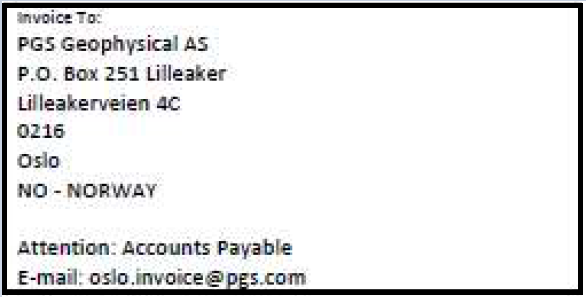 Invoice To:
PGS Geophysical AS
P.O. Box 251 Lilleaker
Lilleakerveien 4C
0216
Oslo
NO - NORWAY
Attention: Accounts Payable
E-mail: oslo.invoice@pgs.com